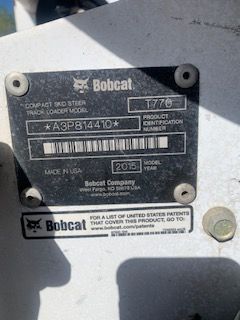 Bobcat
COMPACT SKID STEER
TRACK LOADER MODEL
T770
*A3P814410*
PRODUCT IDENTIFICATION NUMBER
MADE IN USA
2015
MODEL YEAR
Bobcat Company
West Fargo, ND 58078 USA
www.bobcat.com
Bobcat
FOR A LIST OF UNITED STATES PATENTS
THAT COVER THIS PRODUCT, GO TO:
www.bobcat.com/patents